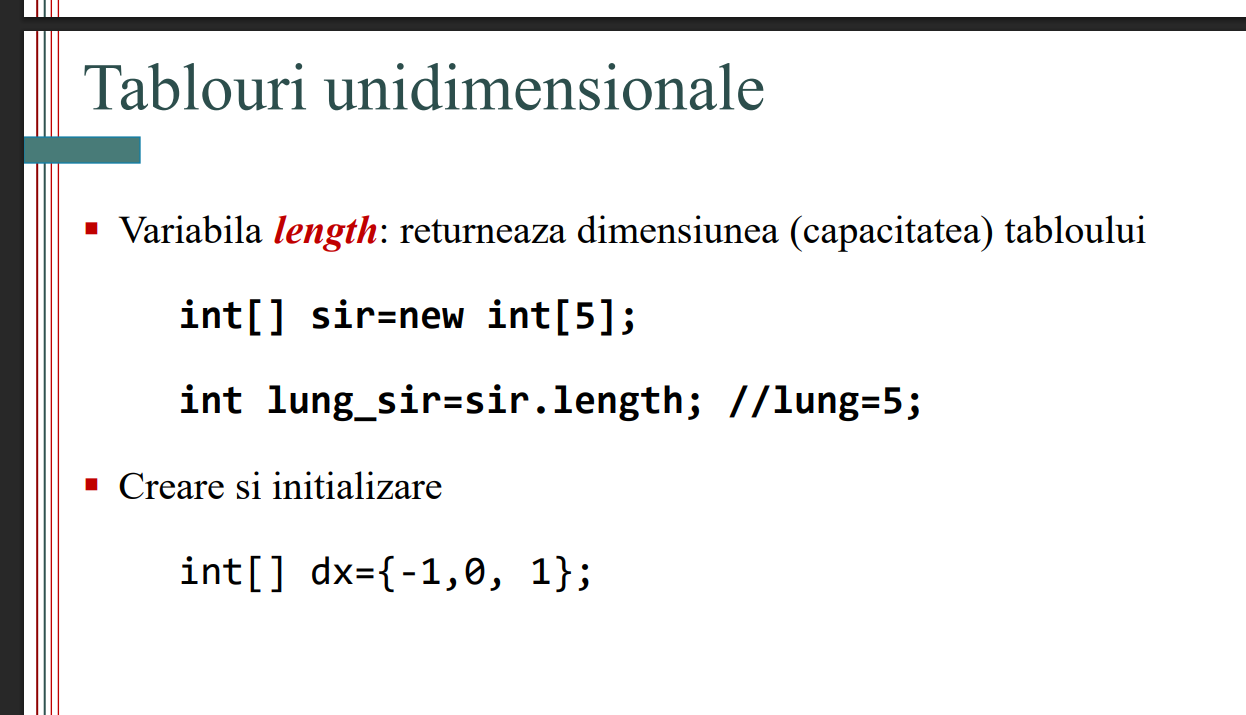 Tablouri unidimensionale
Variabila length: returneaza dimensiunea (capacitatea) tabloului
int[] sir=new int[5];
int lung_sir=sir.length; //lung=5;
Creare si initializare
int[] dx={-1,0, 1};